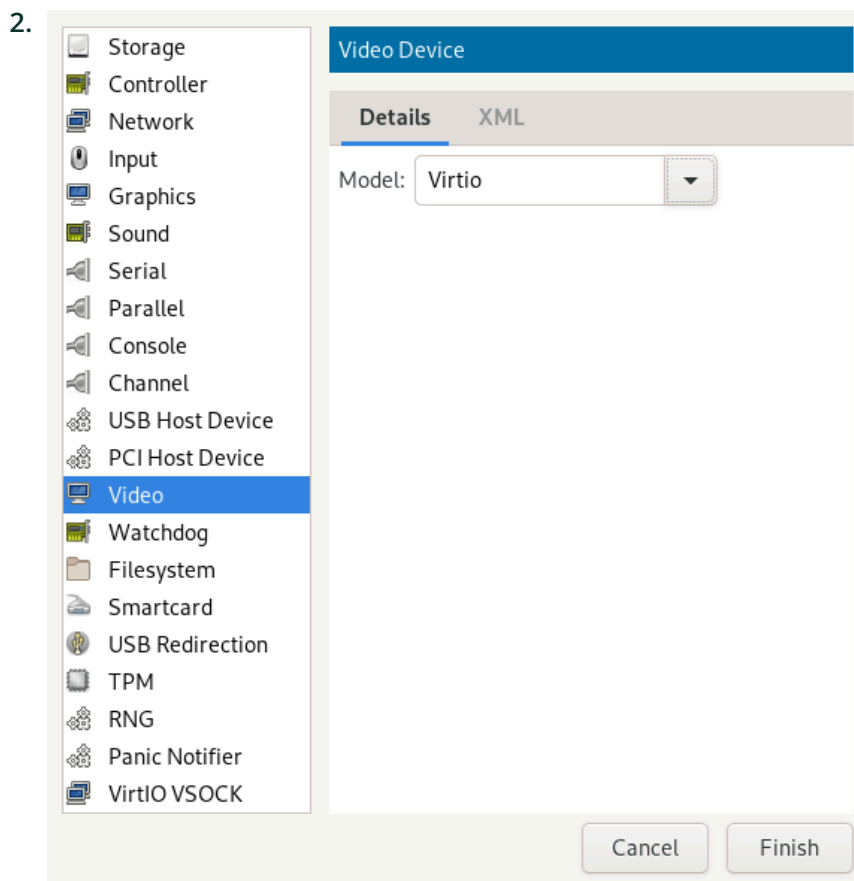 2.
Storage
Controller
Network
Input
Graphics
Sound
Serial
Parallel
Console
Channel
USB Host Device
PCI Host Device
Video
Watchdog
Filesystem
Smartcard
USB Redirection
TPM
RNG
Panic Notifier
VirtIO VSOCK
Video Device
Details XML
Model: Virtio
Cancel Finish